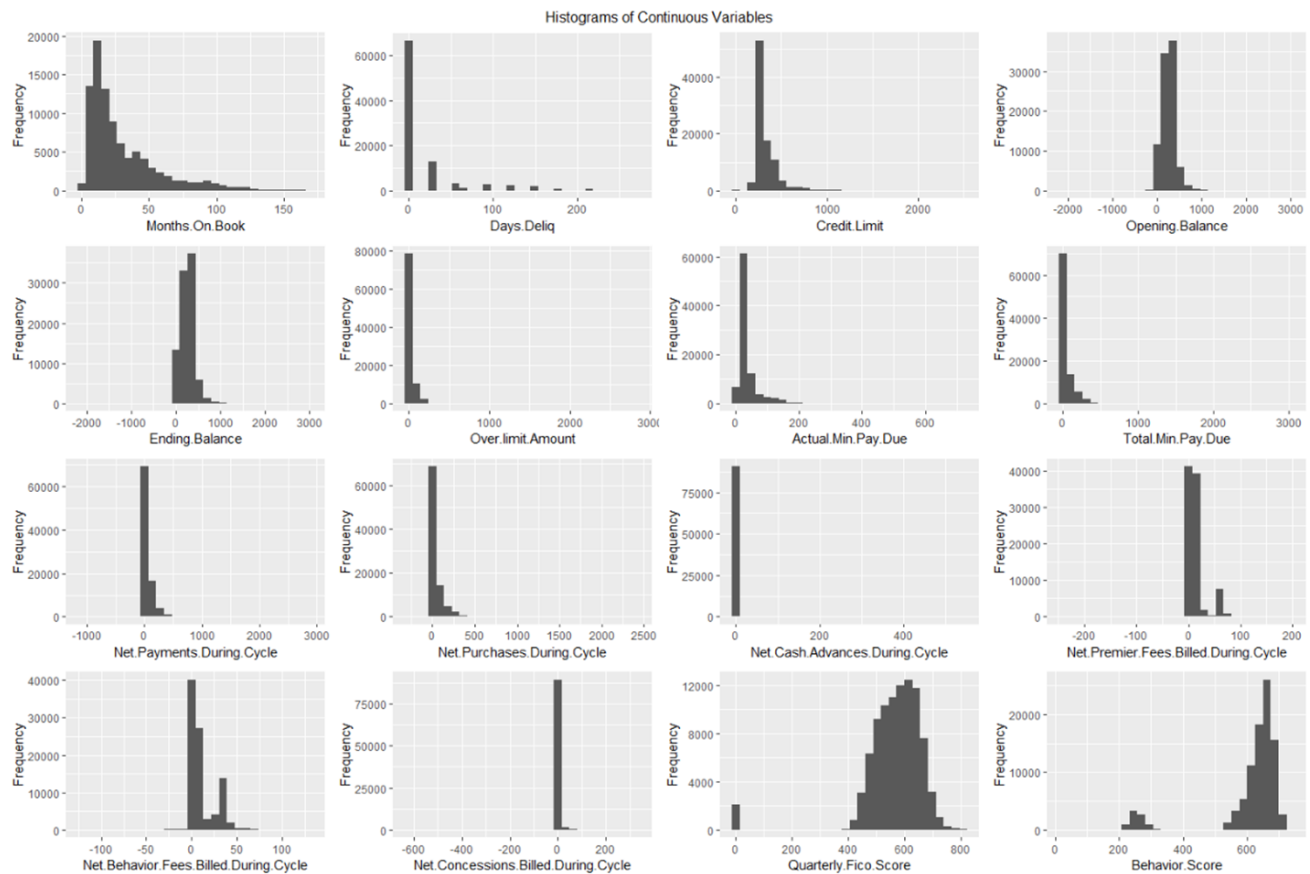 Histograms of Continuous Variables
Frequency
20000
15000
10000
5000
0
0 50 100 150
Months.On.Book
Frequency
60000
40000
20000
0
0 100 200
Days.Deliq
Frequency
40000
20000
0
0 1000 2000
Credit.Limit
Frequency
30000
20000
10000
0
-2000 -1000 0 1000 2000 3000
Opening.Balance
Frequency
30000
20000
10000
0
-2000 -1000 0 1000 2000 3000
Ending.Balance
Frequency
80000
60000
40000
20000
0
0 1000 2000 3000
Over.limit.Amount
Frequency
60000
40000
20000
0
0 200 400 600
Actual.Min.Pay.Due
Frequency
60000
40000
20000
0
0 1000 2000 3000
Total.Min.Pay.Due
Frequency
60000
40000
20000
0
-1000 0 1000 2000 3000
Net.Payments.During.Cycle
Frequency
60000
40000
20000
0
0 500 1000 1500 2000 2500
Net.Purchases.During.Cycle
Frequency
75000
50000
25000
0
0 200 400
Net.Cash.Advances.During.Cycle
Frequency
40000
30000
20000
10000
0
-200 -100 0 100 200
Net.Premier.Fees.Billed.During.Cycle
Frequency
40000
30000
20000
10000
0
-100 -50 0 50 100
Net.Behavior.Fees.Billed.During.Cycle
Frequency
75000
50000
25000
0
-600 -400 -200 0 200
Net.Concessions.Billed.During.Cycle
Frequency
12000
8000
4000
0
0 200 400 600 800
Quarterly.Fico.Score
Frequency
20000
10000
0
0 200 400 600
Behavior.Score